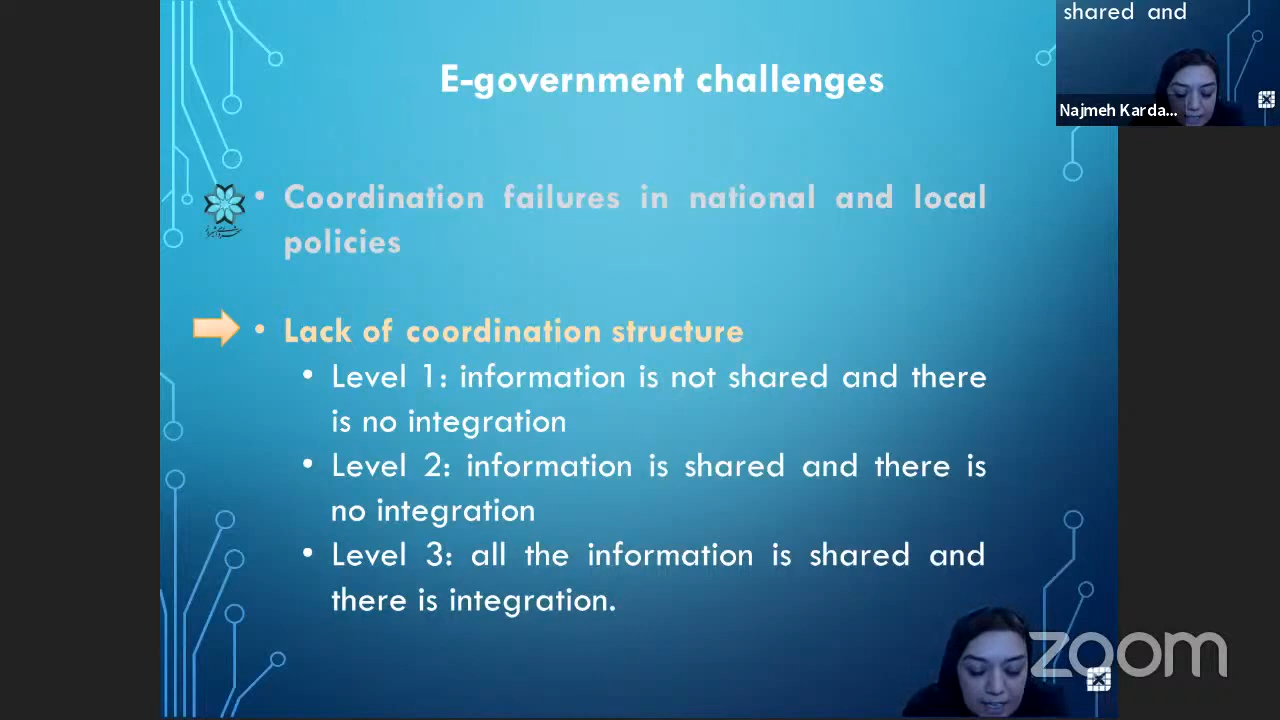 shared and
E-government challenges
Najmeh Karda...
• Coordination failures in national and local
policies
• Lack of coordination structure
• Level 1: information is not shared and there
is no integration
• Level 2: information is shared and there is
no integration
• Level 3: all the information is shared and
there is integration.
zoom